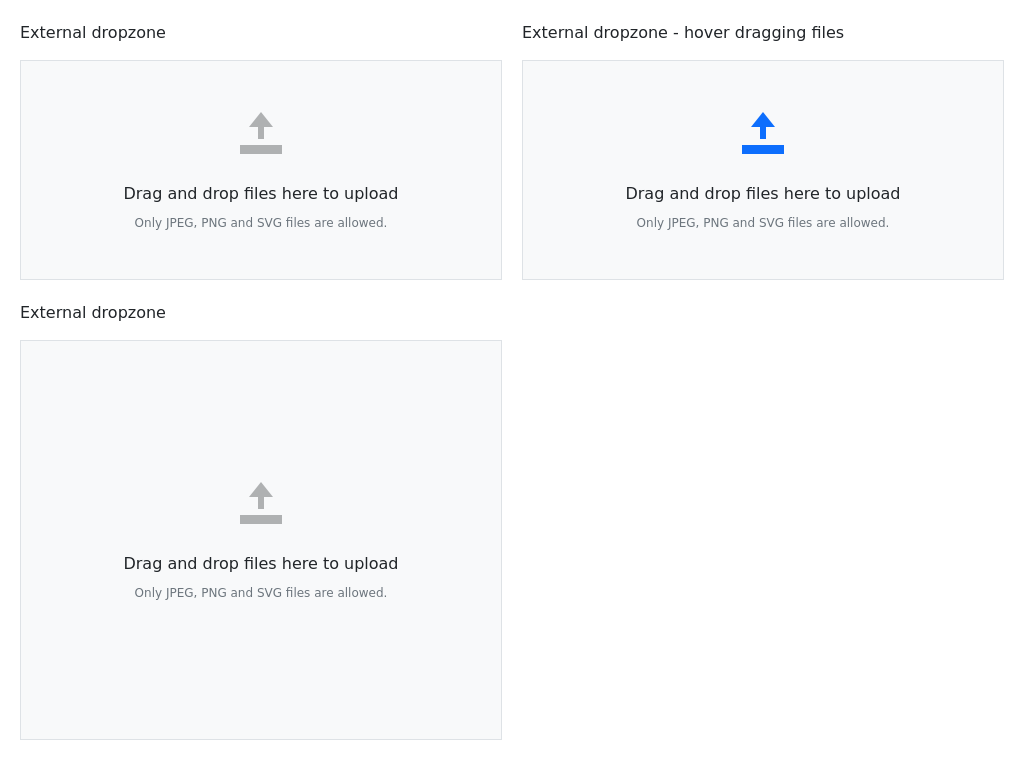 External dropzone
External dropzone - hover dragging files
Drag and drop files here to upload
Only JPEG, PNG and SVG files are allowed.
Drag and drop files here to upload
Only JPEG, PNG and SVG files are allowed.
External dropzone
Drag and drop files here to upload
Only JPEG, PNG and SVG files are allowed.